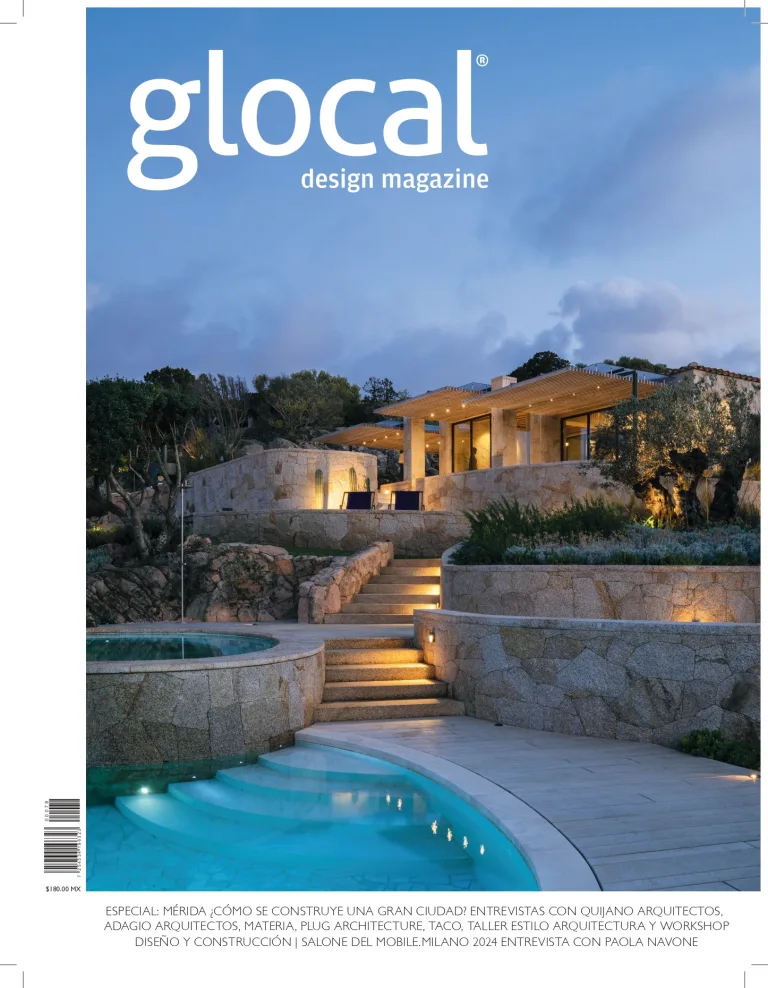 glocal®
design magazine
00078
$180.00 MX
ESPECIAL: MÉRIDA ¿CÓMO SE CONSTRUYE UNA GRAN CIUDAD? ENTREVISTAS CON QUIJANO ARQUITECTOS,
ADAGIO ARQUITECTOS, MATERIA, PLUG ARCHITECTURE, TACO, TALLER ESTILO ARQUITECTURA Y WORKSHOP
DISEÑO Y CONSTRUCCIÓN | SALONE DEL MOBILE.MILANO 2024 ENTREVISTA CON PAOLA NAVONE